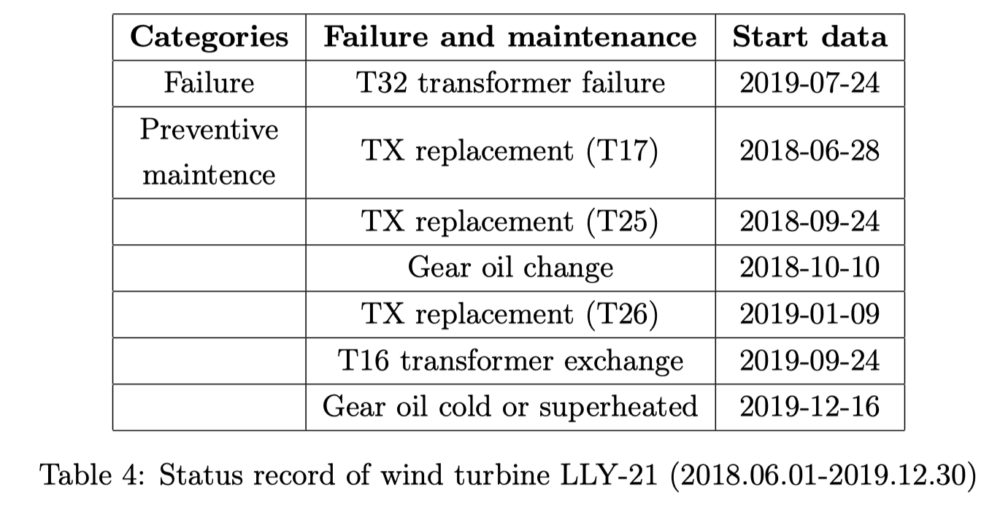 Categories Failure and maintenance Start data
Failure T32 transformer failure 2019-07-24
Preventive
maintence
TX replacement (T17) 2018-06-28
TX replacement (T25) 2018-09-24
Gear oil change 2018-10-10
TX replacement (T26) 2019-01-09
T16 transformer exchange 2019-09-24
Gear oil cold or superheated 2019-12-16
Table 4: Status record of wind turbine LLY-21 (2018.06.01-2019.12.30)